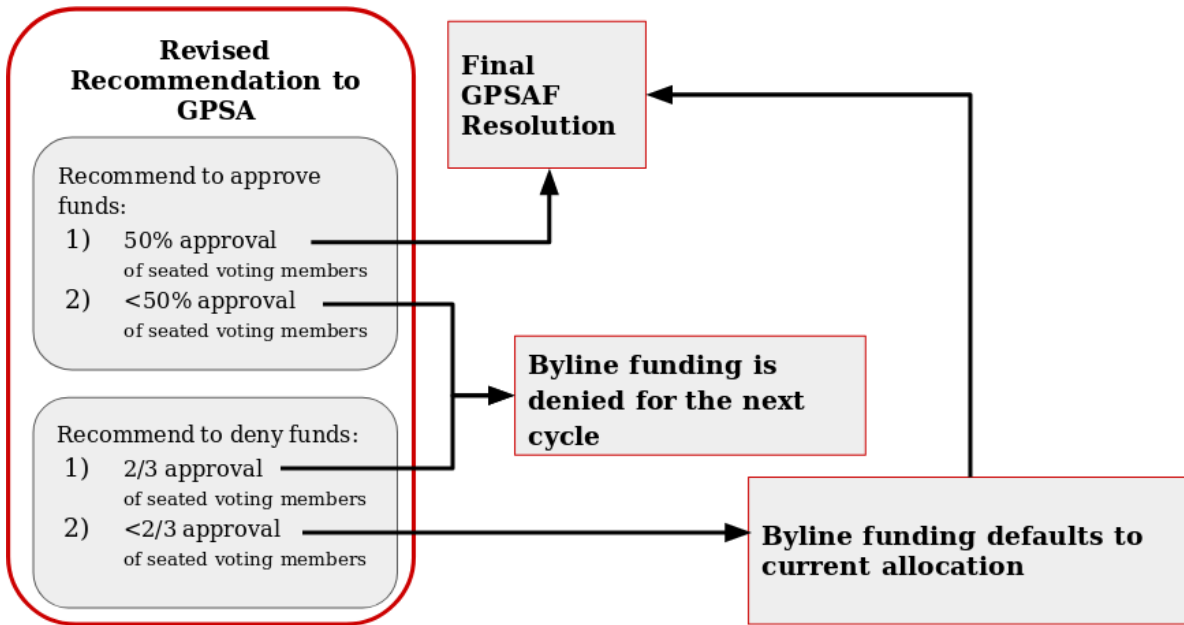 Revised
Recommendation to
GPSA
Recommend to approve
funds:
1) 50% approval
of seated voting members
2) <50% approval
of seated voting members
Recommend to deny funds:
1) 2/3 approval
of seated voting members
2) <2/3 approval
of seated voting members
Final
GPSAF
Resolution
Byline funding is
denied for the next
cycle
Byline funding defaults to
current allocation